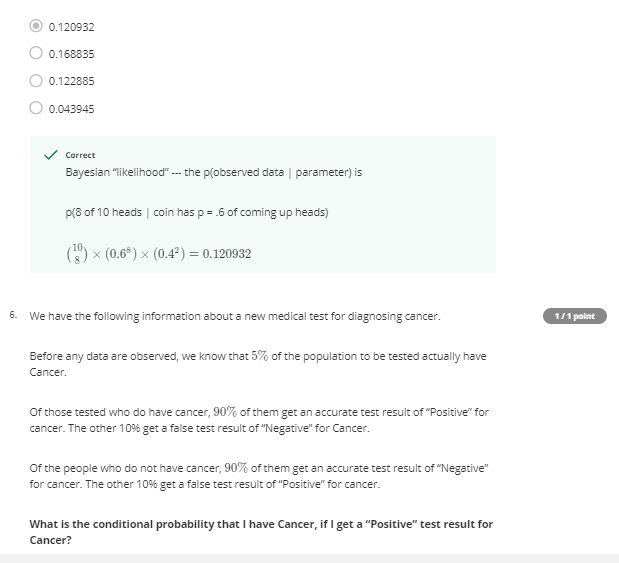 0.120932
0.168835
0.122885
0.043945
Correct
Bayesian "likelihood" --- the p(observed data | parameter) is
p(8 of 10 heads | coin has p = .6 of coming up heads)
(10 8) × (0.6⁸) × (0.4²) = 0.120932
6. We have the following information about a new medical test for diagnosing cancer.
1 / 1 point
Before any data are observed, we know that 5% of the population to be tested actually have
Cancer.
Of those tested who do have cancer, 90% of them get an accurate test result of "Positive" for
cancer. The other 10% get a false test result of "Negative" for Cancer.
Of the people who do not have cancer, 90% of them get an accurate test result of "Negative"
for cancer. The other 10% get a false test result of "Positive" for cancer.
What is the conditional probability that I have Cancer, if I get a "Positive" test result for
Cancer?